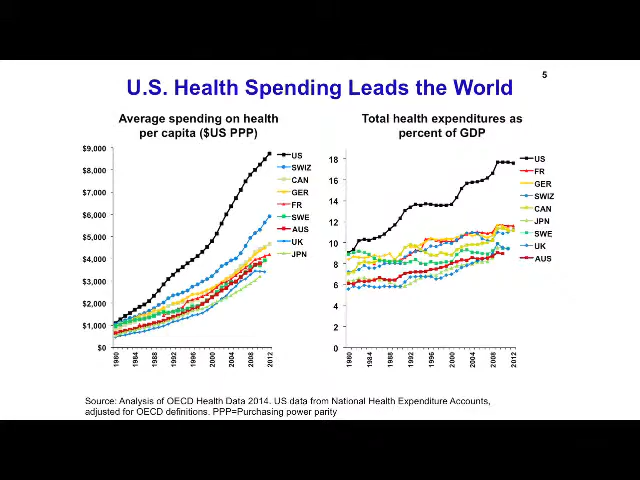 5
U.S. Health Spending Leads the World
Average spending on health
per capita ($US PPP)
$9,000
$8,000
$7,000
$6,000
$5,000
$4,000
$3,000
$2,000
$1,000
$0
1980
1984
1988
1992
1996
2000
2004
2008
2012
US
SWIZ
CAN
GER
FR
SWE
AUS
UK
JPN
Total health expenditures as
percent of GDP
18
16
14
12
10
8
6
4
2
0
1980
1984
1988
1992
1996
2000
2004
2008
2012
US
FR
GER
SWIZ
CAN
JPN
SWE
UK
AUS
Source: Analysis of OECD Health Data 2014. US data from National Health Expenditure Accounts,
adjusted for OECD definitions. PPP=Purchasing power parity